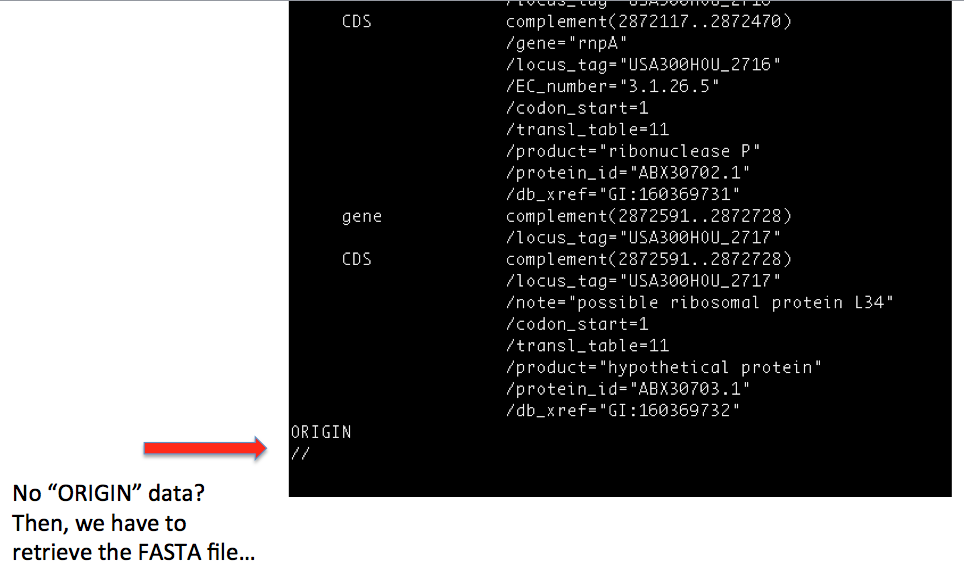 CDS complement(2872117..2872470)
/gene="rnpA"
/locus_tag="USA300HOU_2716"
/EC_number="3.1.26.5"
/codon_start=1
/transl_table=11
/product="ribonuclease P"
/protein_id="ABX30702.1"
/db_xref="GI:160369731"
gene complement(2872591..2872728)
/locus_tag="USA300HOU_2717"
CDS complement(2872591..2872728)
/locus_tag="USA300HOU_2717"
/note="possible ribosomal protein L34"
/codon_start=1
/transl_table=11
/product="hypothetical protein"
/protein_id="ABX30703.1"
/db_xref="GI:160369732"
ORIGIN
//
No “ORIGIN” data?
Then, we have to
retrieve the FASTA file…